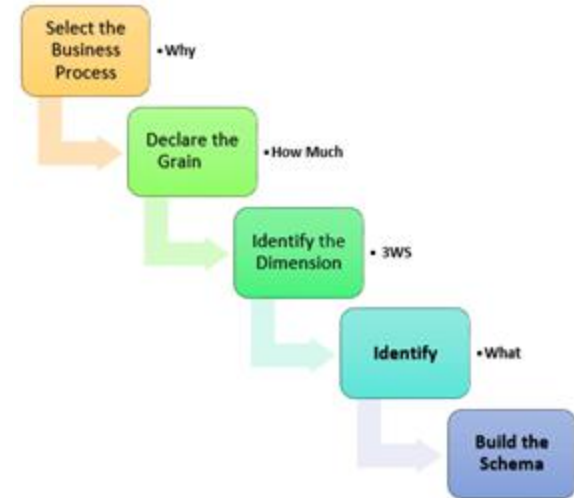 Select the
Business
Process
•Why
Declare the
Grain
•How Much
Identify the
Dimension
• 3WS
Identify
•What
Build the
Schema